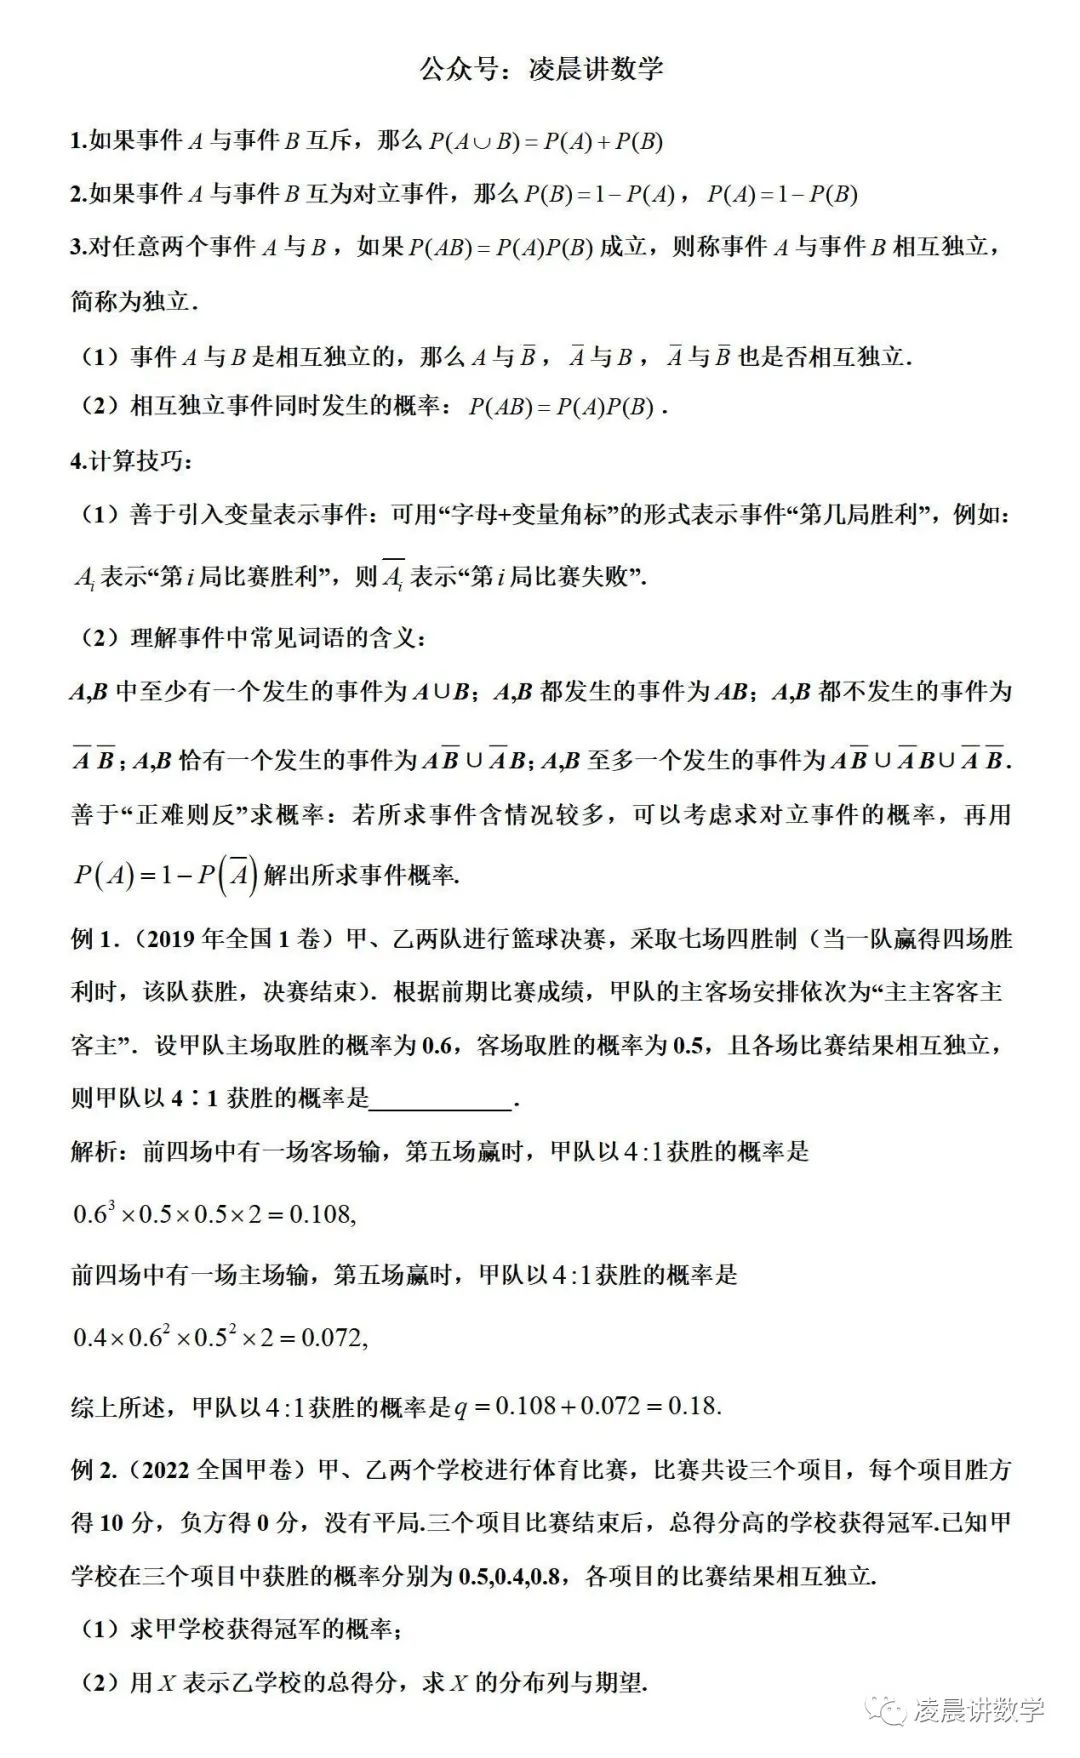 公众号：凌晨讲数学
1.如果事件 A 与事件 B 互斥，那么 P(A∪B)=P(A)+P(B)
2.如果事件 A 与事件 B 互为对立事件，那么 P(B)=1−P(A)，P(A)=1−P(B)
3.对任意两个事件 A 与 B，如果 P(AB)=P(A)P(B) 成立，则称事件 A 与事件 B 相互独立，
简称为独立．
（1）事件 A 与 B 是相互独立的，那么 A 与 B̅，A̅ 与 B，A̅ 与 B̅ 也是否相互独立．
（2）相互独立事件同时发生的概率：P(AB)=P(A)P(B)．
4.计算技巧：
（1）善于引入变量表示事件：可用“字母+变量角标”的形式表示事件“第几局胜利”，例如：
Aᵢ 表示“第 i 局比赛胜利”，则 A̅ᵢ 表示“第 i 局比赛失败”.
（2）理解事件中常见词语的含义：
A,B 中至少有一个发生的事件为 A∪B；A,B 都发生的事件为 AB；A,B 都不发生的事件为
A̅ B̅；A,B 恰有一个发生的事件为 AB̅∪A̅B；A,B 至多一个发生的事件为 AB̅∪A̅B∪A̅ B̅．
善于“正难则反”求概率：若所求事件含情况较多，可以考虑求对立事件的概率，再用
P(A)=1−P(A̅) 解出所求事件概率.
例 1.（2019 年全国 1 卷）甲、乙两队进行篮球决赛，采取七场四胜制（当一队赢得四场胜
利时，该队获胜，决赛结束）．根据前期比赛成绩，甲队的主客场安排依次为“主主客客主
客主”．设甲队主场取胜的概率为 0.6，客场取胜的概率为 0.5，且各场比赛结果相互独立，
则甲队以 4∶1 获胜的概率是____________．
解析：前四场中有一场客场输，第五场赢时，甲队以 4:1 获胜的概率是
0.6³×0.5×0.5×2=0.108,
前四场中有一场主场输，第五场赢时，甲队以 4:1 获胜的概率是
0.4×0.6²×0.5²×2=0.072,
综上所述，甲队以 4:1 获胜的概率是 q=0.108+0.072=0.18.
例 2.（2022 全国甲卷）甲、乙两个学校进行体育比赛，比赛共设三个项目，每个项目胜方
得 10 分，负方得 0 分，没有平局.三个项目比赛结束后，总得分高的学校获得冠军.已知甲
学校在三个项目中获胜的概率分别为 0.5,0.4,0.8，各项目的比赛结果相互独立.
（1）求甲学校获得冠军的概率；
（2）用 X 表示乙学校的总得分，求 X 的分布列与期望.
凌晨讲数学